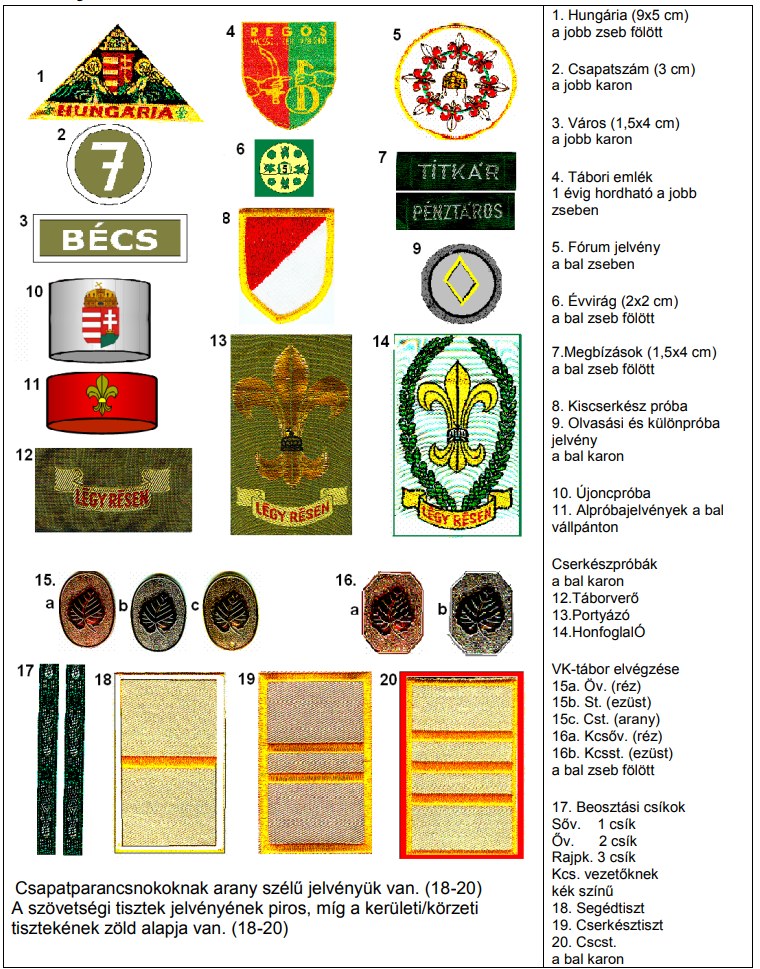 1
HUNGÁRIA
2
7
3
BÉCS
4
REGÖS
5
6
5
7
TITKÁR
PÉNZTÁROS
8
9
10
11
12
LÉGY RÉSEN
13
LÉGY RÉSEN
14
LÉGY RÉSEN
15.
a
b
c
16.
a
b
17
18
19
20
Csapatparancsnokoknak arany szélű jelvényük van. (18-20)
A szövetségi tisztek jelvényének piros, míg a kerületi/körzeti
tisztekének zöld alapja van. (18-20)
1. Hungária (9x5 cm)
a jobb zseb fölött
2. Csapatszám (3 cm)
a jobb karon
3. Város (1,5x4 cm)
a jobb karon
4. Tábori emlék
1 évig hordható a jobb
zseben
5. Fórum jelvény
a bal zseben
6. Évvirág (2x2 cm)
a bal zseb fölött
7.Megbízások (1,5x4 cm)
a bal zseb fölött
8. Kiscserkész próba
9. Olvasási és különpróba
jelvény
a bal karon
10. Újoncpróba
11. Alpróbajelvények a bal
vállpánton
Cserkészpróbák
a bal karon
12.Táborverő
13.Portyázó
14.HonfoglalÓ
VK-tábor elvégzése
15a. Öv. (réz)
15b. St. (ezüst)
15c. Cst. (arany)
16a. Kcsőv. (réz)
16b. Kcsst. (ezüst)
a bal zseb fölött
17. Beosztási csíkok
Sőv. 1 csík
Őv. 2 csík
Rajpk. 3 csík
Kcs. vezetőknek
kék színű
18. Segédtiszt
19. Cserkésztiszt
20. Cscst.
a bal karon